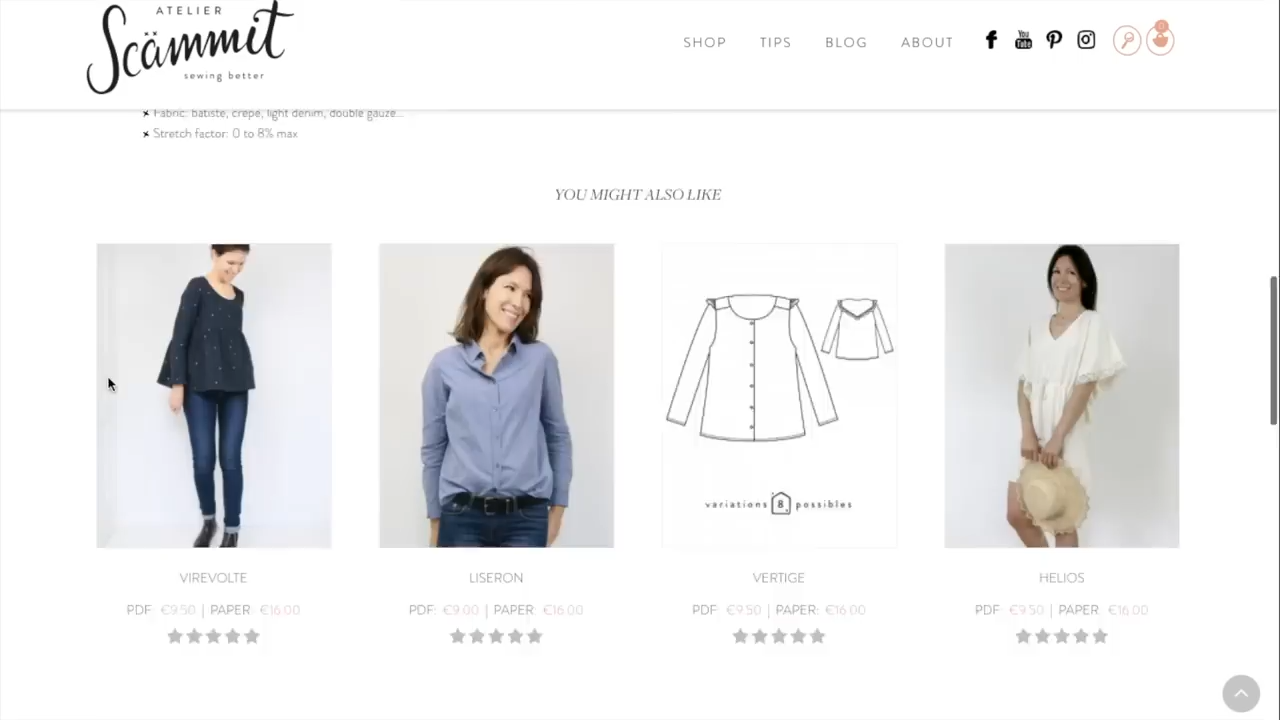 ATELIER
Scämmit
sewing better
SHOP TIPS BLOG ABOUT
You Tube
0
Fabric: batiste, crepe, light denim, double gauze...
Stretch factor: 0 to 8% max
YOU MIGHT ALSO LIKE
variations 8 possibles
VIREVOLTE LISERON VERTIGE HELIOS
PDF: €9.50 | PAPER: €16.00 PDF: €9.00 | PAPER: €16.00 PDF: €9.50 | PAPER: €16.00 PDF: €9.50 | PAPER: €16.00